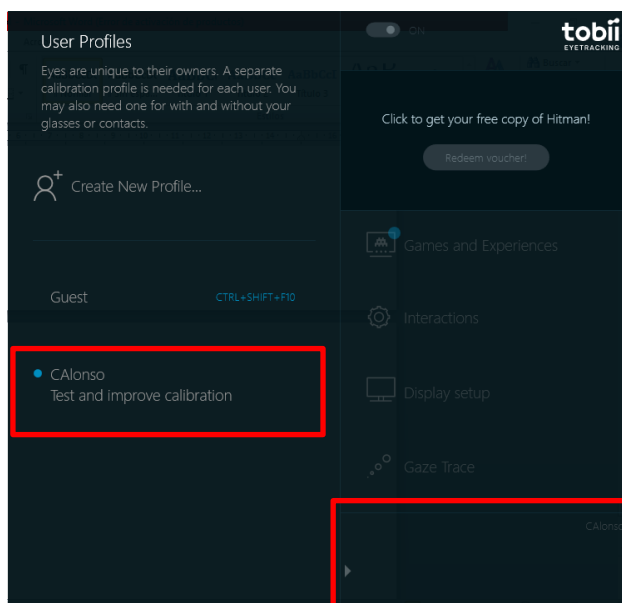 User Profiles
Eyes are unique to their owners. A separate
calibration profile is needed for each user. You
may also need one for with and without your
glasses or contacts.
Create New Profile...
Guest CTRL+SHIFT+F10
CAlonso
Test and improve calibration
ON
tobii
EYETRACKING
Click to get your free copy of Hitman!
Redeem voucher!
Games and Experiences
Interactions
Display setup
Gaze Trace
CAlonso